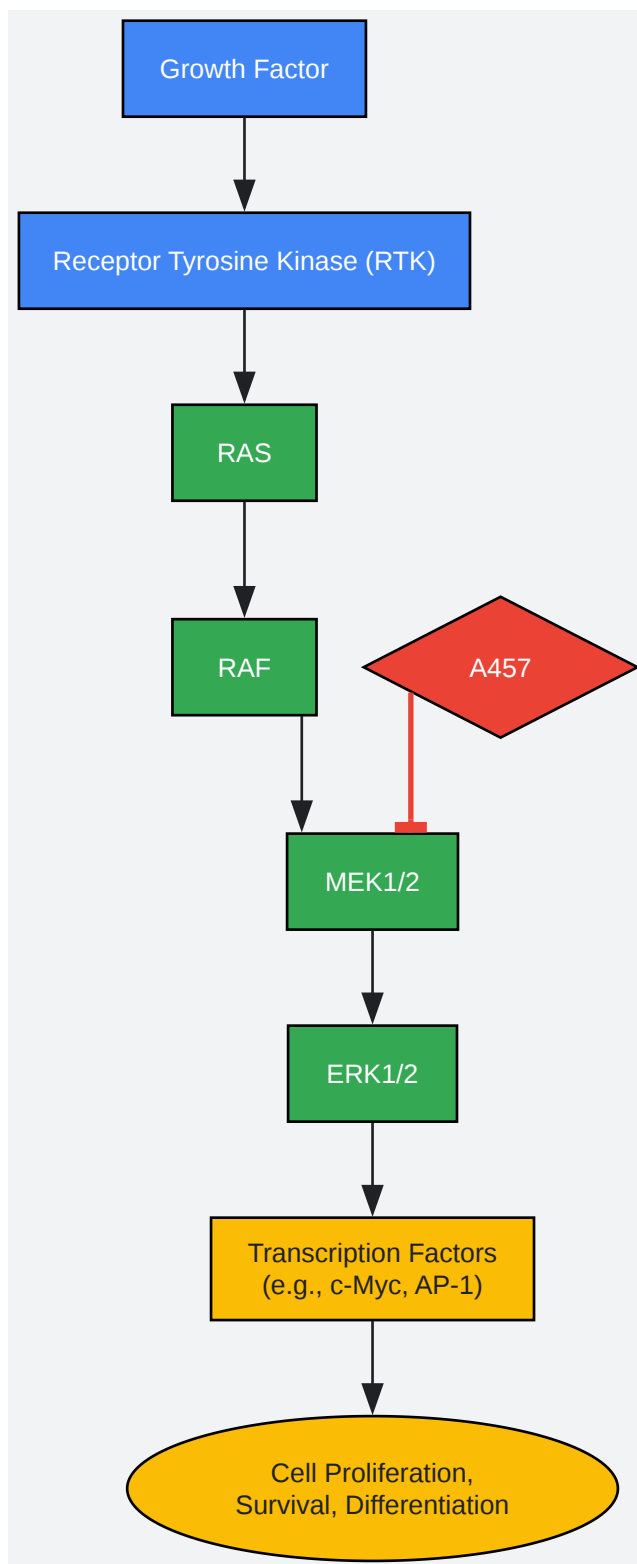 Growth Factor
Receptor Tyrosine Kinase (RTK)
RAS
RAF
A457
MEK1/2
ERK1/2
Transcription Factors
(e.g., c-Myc, AP-1)
Cell Proliferation,
Survival, Differentiation